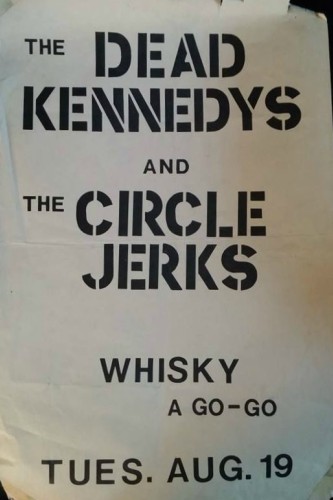 THE DEAD
KENNEDYS
AND
THE CIRCLE
JERKS
WHISKY
A GO-GO
TUES. AUG. 19